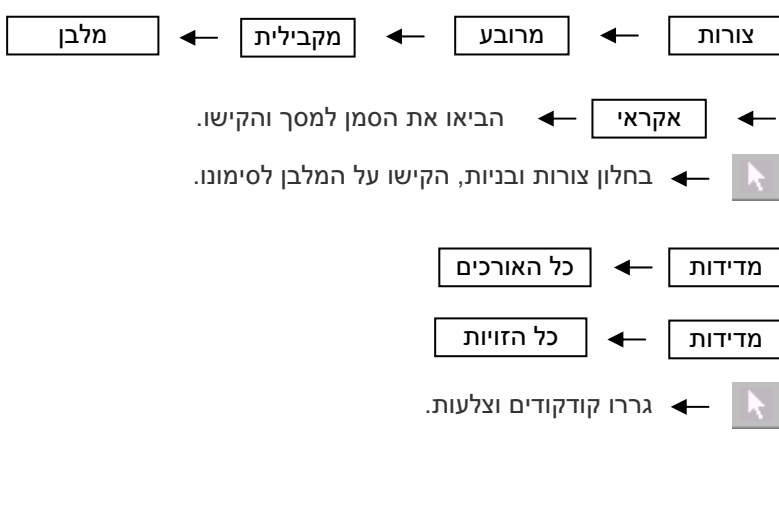 צורות ← מרובע ← מקבילית ← מלבן
← אקראי ← הביאו את הסמן למסך והקישו.
← בחלון צורות ובניות, הקישו על המלבן לסימונו.
מדידות ← כל האורכים
מדידות ← כל הזויות
← גררו קודקודים וצלעות.